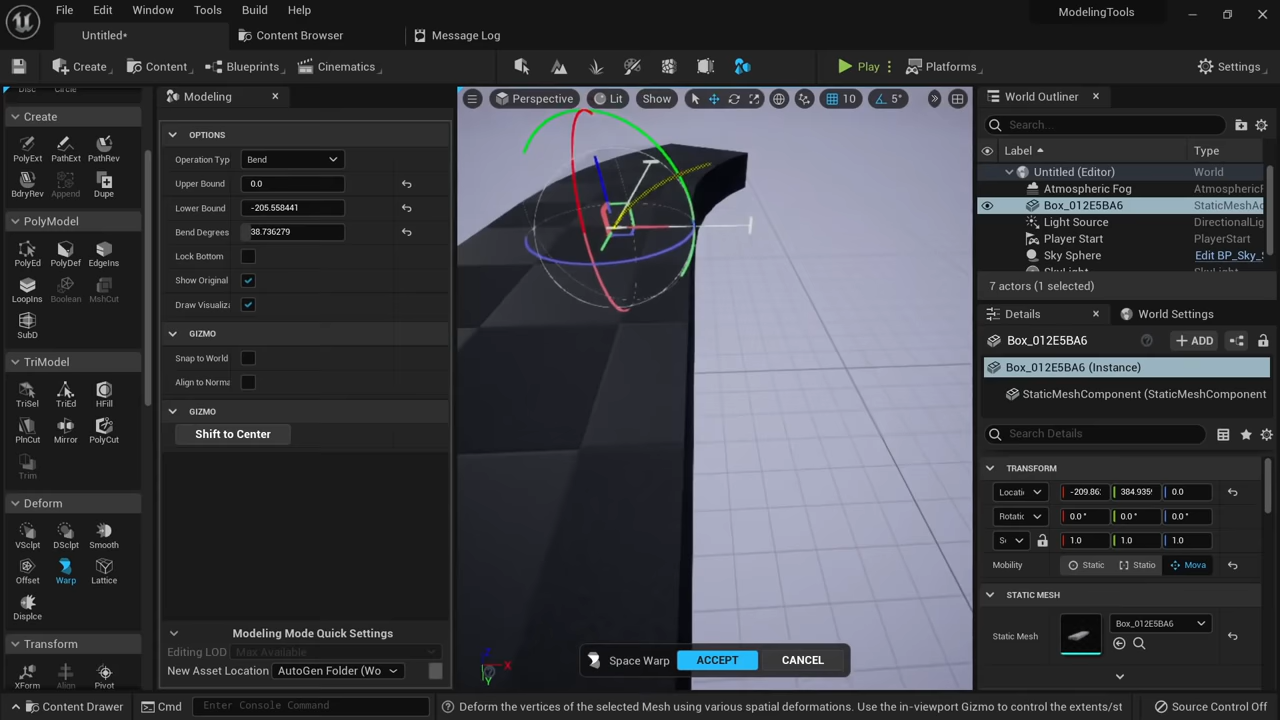 File Edit Window Tools Build Help ModelingTools
Untitled* Content Browser Message Log
Create Content Blueprints Cinematics Play Platforms Settings
Disc Circle
Create
PolyExt PathExt PathRev
BdryRev Append Dupe
PolyModel
PolyEd PolyDef EdgeIns
LoopIns Boolean MshCut
SubD
TriModel
TriSel TriEd HFill
PlnCut Mirror PolyCut
Trim
Deform
VSclpt DSclpt Smooth
Offset Warp Lattice
Displce
Transform
XForm Align Pivot
Modeling
OPTIONS
Operation Typ Bend
Upper Bound 0.0
Lower Bound -205.558441
Bend Degrees 38.736279
Lock Bottom
Show Original
Draw Visualiza
GIZMO
Snap to World
Align to Norma
GIZMO
Shift to Center
Modeling Mode Quick Settings
Editing LOD Max Available
New Asset Location AutoGen Folder (Wo
Perspective Lit Show 10 5°
X
Z
Y
Space Warp ACCEPT CANCEL
World Outliner
Search...
Label Type
Untitled (Editor) World
Atmospheric Fog AtmosphericF
Box_012E5BA6 StaticMeshAc
Light Source DirectionalLig
Player Start PlayerStart
Sky Sphere Edit BP_Sky_S
SkyLight
7 actors (1 selected)
Details World Settings
Box_012E5BA6 ADD
Box_012E5BA6 (Instance)
StaticMeshComponent (StaticMeshComponent
Search Details
TRANSFORM
Locati -209.86 384.935 0.0
Rotati 0.0° 0.0° 0.0°
S 1.0 1.0 1.0
Mobility Static Statio Mova
STATIC MESH
Static Mesh Box_012E5BA6
Content Drawer Cmd Enter Console Command Deform the vertices of the selected Mesh using various spatial deformations. Use the in-viewport Gizmo to control the extents/st Source Control Off